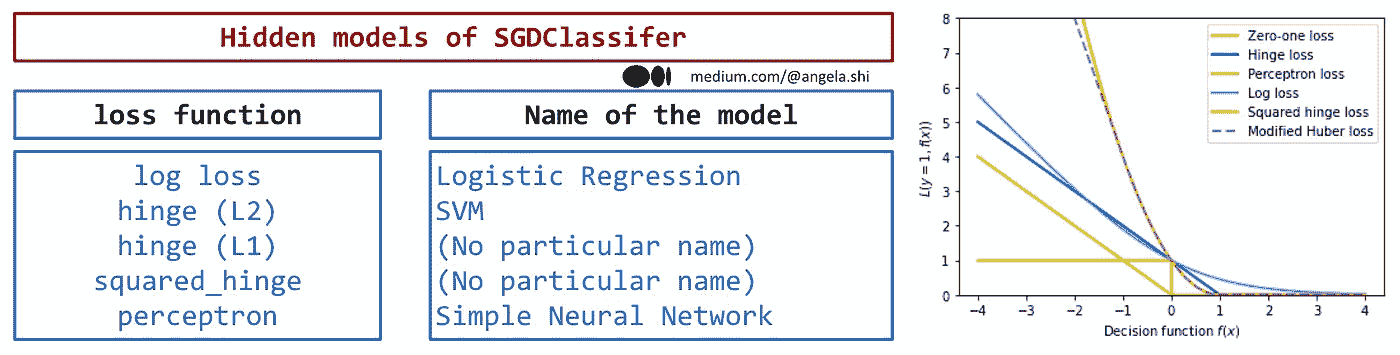 Hidden models of SGDClassifer
medium.com/@angela.shi
loss function
Name of the model
log loss
hinge (L2)
hinge (L1)
squared_hinge
perceptron
Logistic Regression
SVM
(No particular name)
(No particular name)
Simple Neural Network
8
7
6
5
4
3
2
1
0
L(y = 1, f(x))
Zero-one loss
Hinge loss
Perceptron loss
Log loss
Squared hinge loss
Modified Huber loss
−4 −3 −2 −1 0 1 2 3 4
Decision function f(x)